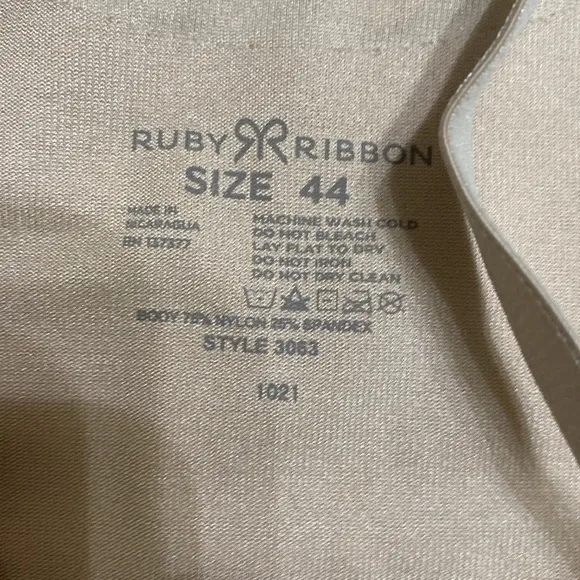 RUBY RIBBON
SIZE 44
MADE IN
NICARAGUA
RN 137377
MACHINE WASH COLD
DO NOT BLEACH
LAY FLAT TO DRY
DO NOT IRON
DO NOT DRY CLEAN
BODY 75% NYLON 25% SPANDEX
STYLE 3063
1021